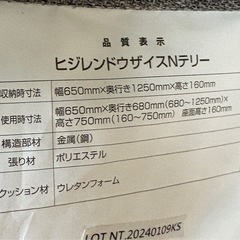 品質表示
ヒジレンドウザイスNテリー
収納時寸法 幅650mm×奥行き1250mm×高さ160mm
使用時寸法 幅650mm×奥行き680mm(680~1250mm)×
高さ750mm(160~750mm) 座面高さ160mm
構造部材 金属(鋼)
張り材 ポリエステル
クッション材 ウレタンフォーム
LOT NT.20240109KS